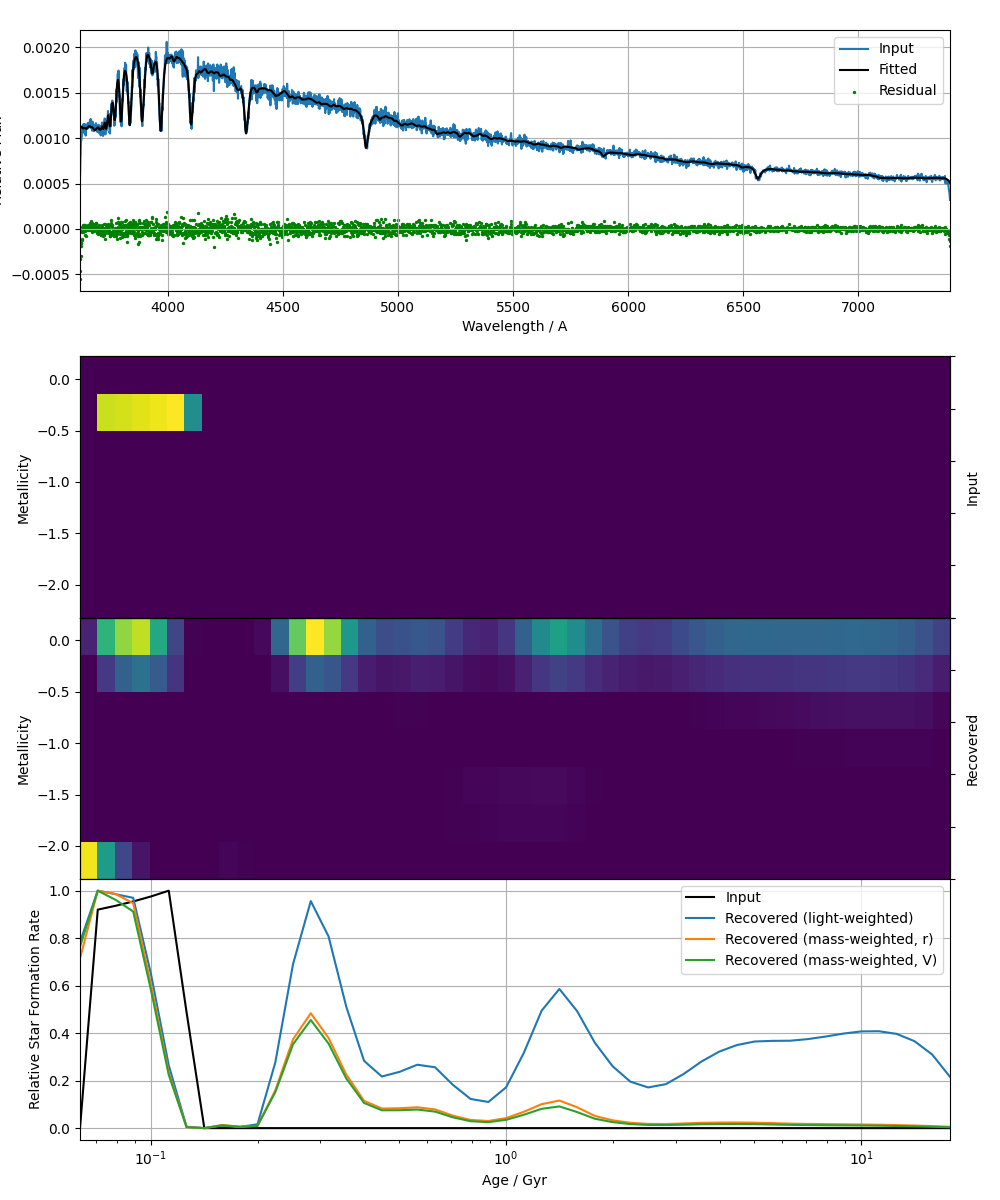 0.0020
0.0015
0.0010
0.0005
0.0000
−0.0005
Input
Fitted
Residual
4000 4500 5000 5500 6000 6500 7000
Wavelength / A
0.0
−0.5
−1.0
−1.5
−2.0
Metallicity
Input
0.0
−0.5
−1.0
−1.5
−2.0
Metallicity
Recovered
1.0
0.8
0.6
0.4
0.2
0.0
Relative Star Formation Rate
Input
Recovered (light-weighted)
Recovered (mass-weighted, r)
Recovered (mass-weighted, V)
10⁻¹ 10⁰ 10¹
Age / Gyr